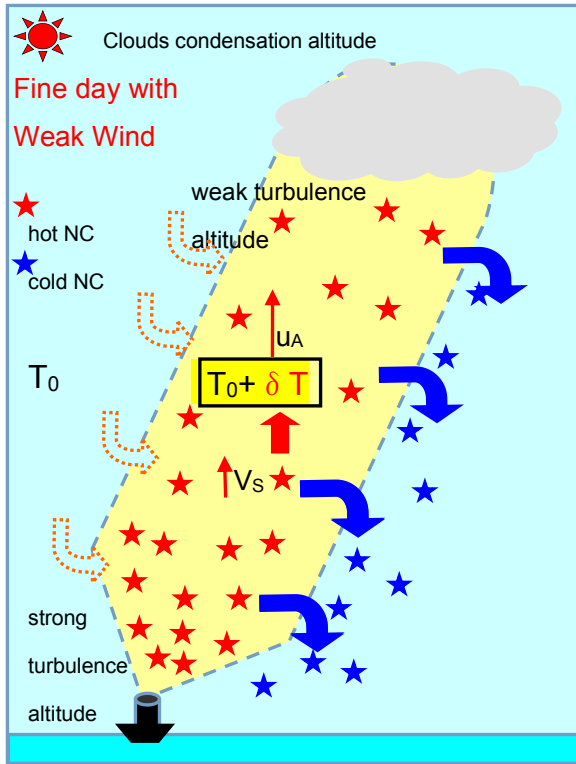 Clouds condensation altitude
Fine day with
Weak Wind
weak turbulence
altitude
hot NC
cold NC
uA
T0
T0+ δ T
VS
strong
turbulence
altitude